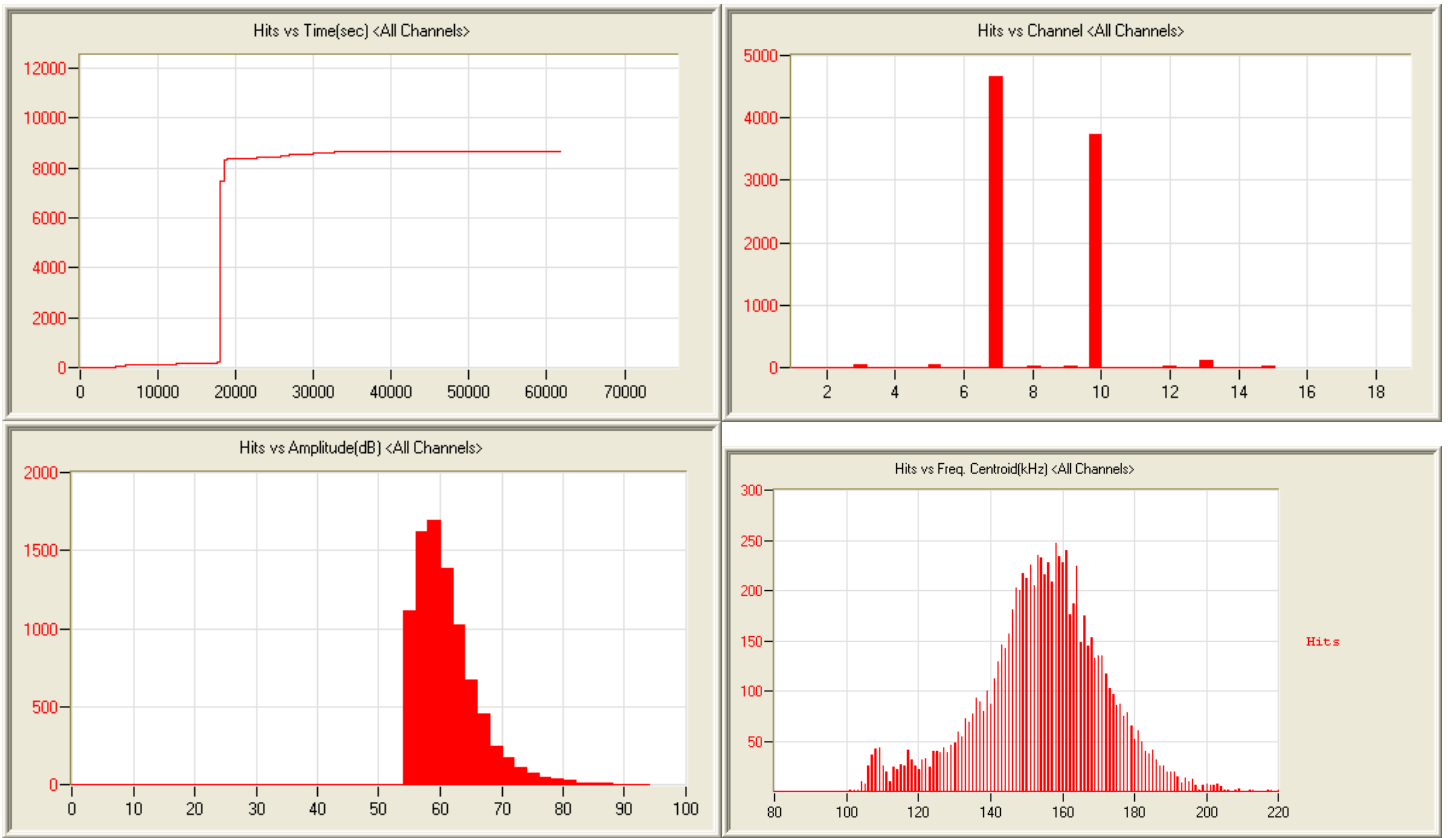 Hits vs Time(sec) <All Channels>
12000
10000
8000
6000
4000
2000
0
0 10000 20000 30000 40000 50000 60000 70000
Hits vs Channel <All Channels>
5000
4000
3000
2000
1000
0
2 4 6 8 10 12 14 16 18
Hits vs Amplitude(dB) <All Channels>
2000
1500
1000
500
0
0 10 20 30 40 50 60 70 80 90 100
Hits vs Freq. Centroid(kHz) <All Channels>
300
250
200
150
100
50
80 100 120 140 160 180 200 220
Hits